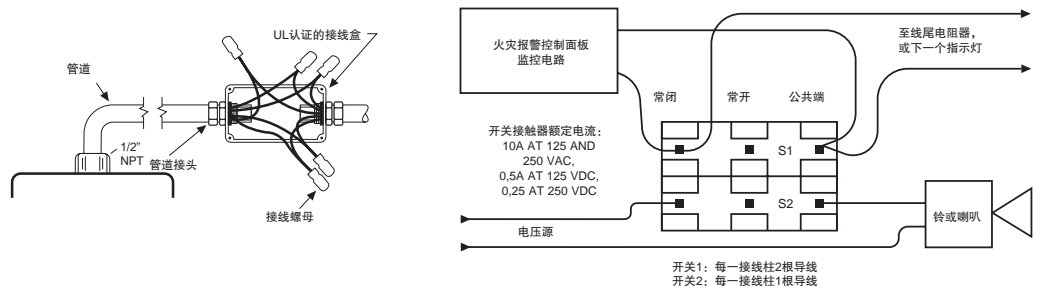 UL认证的接线盒
管道
1/2"
NPT
管道接头
接线螺母
火灾报警控制面板
监控电路
至线尾电阻器，
或下一个指示灯
常闭
常开
公共端
开关接触器额定电流：
10A AT 125 AND
250 VAC,
0,5A AT 125 VDC,
0,25 AT 250 VDC
S1
S2
电压源
铃或喇叭
开关1：每一接线柱2根导线
开关2：每一接线柱1根导线